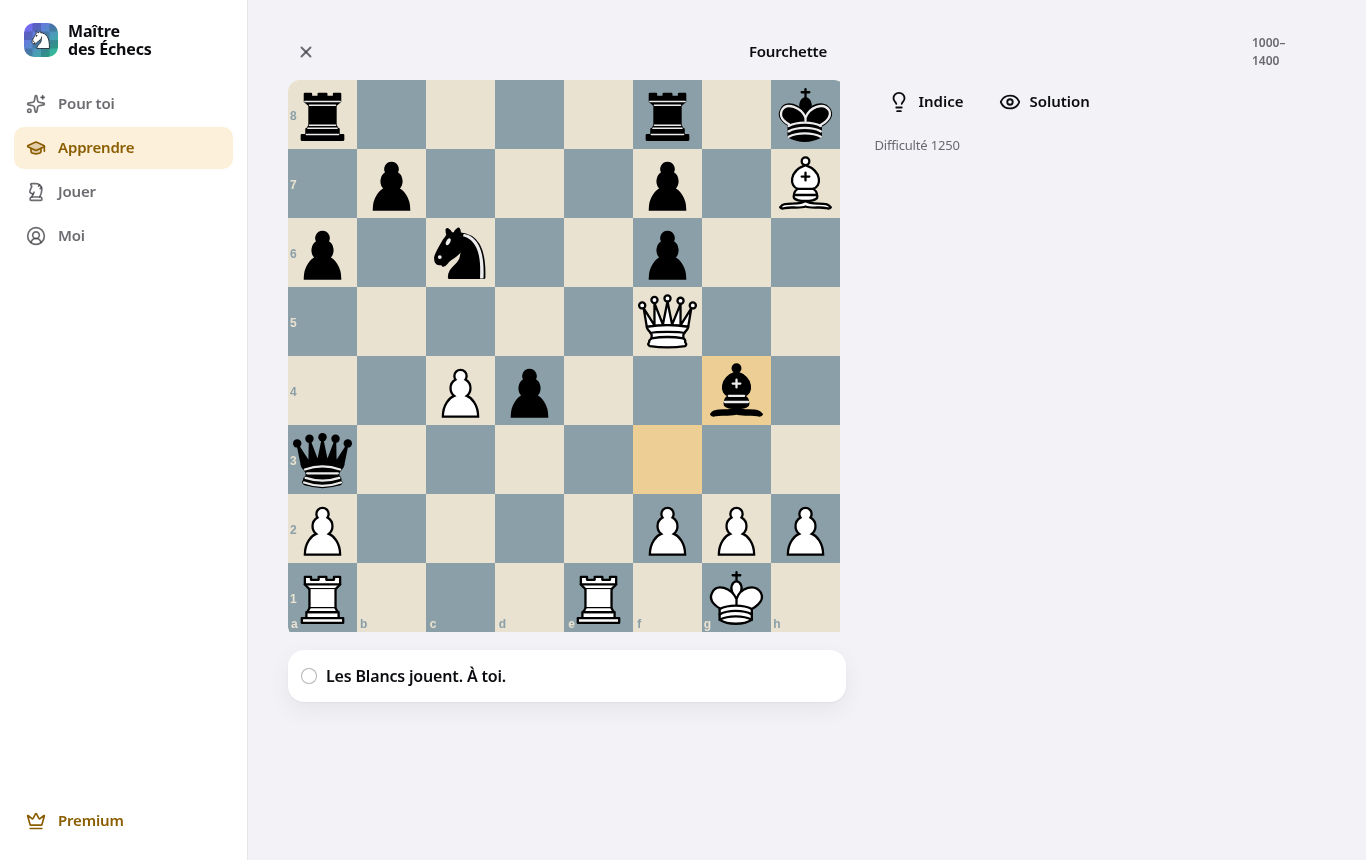 Maître
des Échecs
Pour toi
Apprendre
Jouer
Moi
Premium
Fourchette
1000–
1400
Indice
Solution
Difficulté 1250
8
7
6
5
4
3
2
1
a b c d e f g h
Les Blancs jouent. À toi.